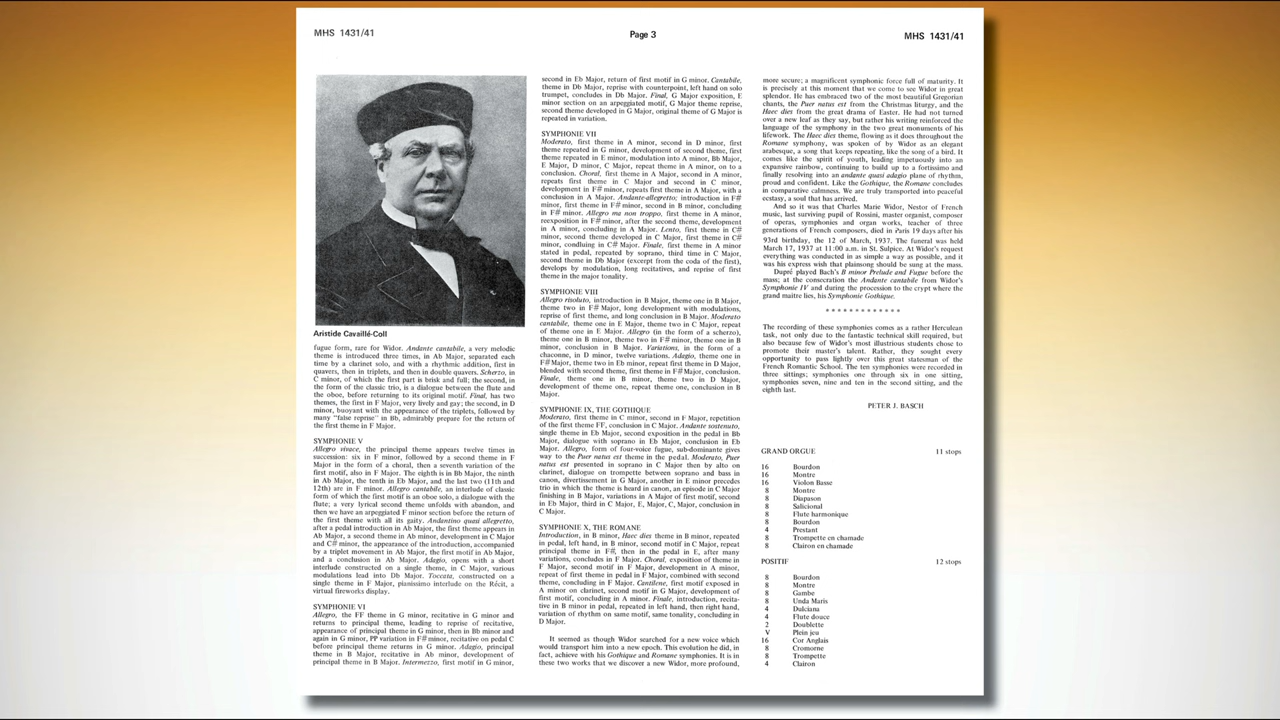 MHS 1431/41
Page 3
MHS 1431/41
Aristide Cavaillé-Coll
fugue form, rare for Widor. Andante cantabile, a very melodic
theme is introduced three times, in Ab Major, separated each
time by a clarinet solo, and with a rhythmic addition, first in
quavers, then in triplets, and then in double quavers. Scherzo, in
C minor, of which the first part is brisk and full; the second, in
the form of the classic trio, is a dialogue between the flute and
the oboe, before returning to its original motif. Final, has two
themes, the first in F Major, very lively and gay; the second, in D
minor, buoyant with the appearance of the triplets, followed by
many "false reprise" in Bb, admirably prepare for the return of
the first theme in F Major.
SYMPHONIE V
Allegro vivace, the principal theme appears twelve times in
succession: six in F minor, followed by a second theme in F
Major in the form of a choral, then a seventh variation of the
first motif, also in F Major. The eighth is in Bb Major, the ninth
in Ab Major, the tenth in Eb Major, and the last two (11th and
12th) are in F minor. Allegro cantabile, an interlude of classic
form of which the first motif is an oboe solo, a dialogue with the
flute; a very lyrical second theme unfolds with abandon, and
then we have an arpeggiated F minor section before the return of
the first theme with all its gaity. Andantino quasi allegretto,
after a pedal introduction in Ab Major, the first theme appears in
Ab Major, a second theme in Ab minor, development in C Major
and C# minor, the appearance of the introduction, accompanied
by a triplet movement in Ab Major, the first motif in Ab Major,
and a conclusion in Ab Major. Adagio, opens with a short
interlude constructed on a single theme, in C Major, various
modulations lead into Db Major. Toccata, constructed on a
single theme in F Major, pianissimo interlude on the Récit, a
virtual fireworks display.
SYMPHONIE VI
Allegro, the FF theme in G minor, recitative in G minor and
returns to principal theme, leading to reprise of recitative,
appearance of principal theme in G minor, then in Bb minor and
again in G minor, PP variation in F# minor, recitative on pedal C
before principal theme returns in G minor. Adagio, principal
theme in B Major, recitative in Ab minor, development of
principal theme in B Major. Intermezzo, first motif in G minor,
second in Eb Major, return of first motif in G minor. Cantabile,
theme in Db Major, reprise with counterpoint, left hand on solo
trumpet, concludes in Db Major. Final, G Major exposition, E
minor section on an arpeggiated motif, G Major theme reprise,
second theme developed in G Major, original theme of G Major is
repeated in variation.
SYMPHONIE VII
Moderato, first theme in A minor, second in D minor, first
theme repeated in G minor, development of second theme, first
theme repeated in E minor, modulation into A minor, Bb Major,
E Major, D minor, C Major, repeat theme in A minor, on to a
conclusion. Choral, first theme in A Major, second in A minor,
repeats first theme in C Major and second in C minor,
development in F# minor, repeats first theme in A Major, with a
conclusion in A Major. Andante-allegretto; introduction in F#
minor, first theme in F# minor, second in B minor, concluding
in F# minor. Allegro ma non troppo, first theme in A minor,
reexposition in F# minor, after the second theme, development
in A minor, concluding in A Major. Lento, first theme in C#
minor, second theme developed in C Major, first theme in C#
minor, condluing in C# Major. Finale, first theme in A minor
stated in pedal, repeated by soprano, third time in C Major,
second theme in Db Major (excerpt from the coda of the first),
develops by modulation, long recitatives, and reprise of first
theme in the major tonality.
SYMPHONIE VIII
Allegro risoluto, introduction in B Major, theme one in B Major,
theme two in F# Major, long development with modulations,
reprise of first theme, and long conclusion in B Major. Moderato
cantabile, theme one in E Major, theme two in C Major, repeat
of theme one in E Major. Allegro (in the form of a scherzo),
theme one in B minor, theme two in F# minor, theme one in B
minor, conclusion in B Major. Variations, in the form of a
chaconne, in D minor, twelve variations. Adagio, theme one in
F# Major, theme two in Eb minor, repeat first theme in D Major,
blended with second theme, first theme in F# Major, conclusion.
Finale, theme one in B minor, theme two in D Major,
development of theme one, repeat theme one, conclusion in B
Major.
SYMPHONIE IX, THE GOTHIQUE
Moderato, first theme in C minor, second in F Major, repetition
of the first theme FF, conclusion in C Major. Andante sostenuto,
single theme in Eb Major, second exposition in the pedal in Bb
Major, dialogue with soprano in Eb Major, conclusion in Eb
Major. Allegro, form of four-voice fugue, sub-dominante gives
way to the Puer natus est theme in the pedal. Moderato, Puer
natus est presented in soprano in C Major then by alto on
clarinet, dialogue on trompette between soprano and bass in
canon, divertissement in G Major, another in E minor precedes
trio in which the theme is heard in canon, an episode in C Major
finishing in B Major, variations in A Major of first motif, second
in Eb Major, third in C Major, E, Major, C, Major, conclusion in
C Major.
SYMPHONIE X, THE ROMANE
Introduction, in B minor, Haec dies theme in B minor, repeated
in pedal, left hand, in B minor, second motif in C Major, repeat
principal theme in F#, then in the pedal in E, after many
variations, concludes in F Major. Choral, exposition of theme in
F Major, second motif in F Major, development in A minor,
repeat of first theme in pedal in F Major, combined with second
theme, concluding in F Major. Cantilene, first motif exposed in
A minor on clarinet, second motif in G Major, development of
first motif, concluding in A minor. Finale, introduction, recita-
tive in B minor in pedal, repeated in left hand, then right hand,
variation of rhythm on same motif, same tonality, concluding in
D Major.
It seemed as though Widor searched for a new voice which
would transport him into a new epoch. This evolution he did, in
fact, achieve with his Gothique and Romane symphonies. It is in
these two works that we discover a new Widor, more profound,
more secure; a magnificent symphonic force full of maturity. It
is precisely at this moment that we come to see Widor in great
splendor. He has embraced two of the most beautiful Gregorian
chants, the Puer natus est from the Christmas liturgy, and the
Haec dies from the great drama of Easter. He had not turned
over a new leaf as they say, but rather his writing reinforced the
language of the symphony in the two great monuments of his
lifework. The Haec dies theme, flowing as it does throughout the
Romane symphony, was spoken of by Widor as an elegant
arabesque, a song that keeps repeating, like the song of a bird. It
comes like the spirit of youth, leading impetuously into an
expansive rainbow, continuing to build up to a fortissimo and
finally resolving into an andante quasi adagio plane of rhythm,
proud and confident. Like the Gothique, the Romane concludes
in comparative calmness. We are truly transported into peaceful
ecstasy, a soul that has arrived.
And so it was that Charles Marie Widor, Nestor of French
music, last surviving pupil of Rossini, master organist, composer
of operas, symphonies and organ works, teacher of three
generations of French composers, died in Paris 19 days after his
93rd birthday, the 12 of March, 1937. The funeral was held
March 17, 1937 at 11:00 a.m. in St. Sulpice. At Widor's request
everything was conducted in as simple a way as possible, and it
was his express wish that plainsong should be sung at the mass.
Dupré played Bach's B minor Prelude and Fugue before the
mass; at the consecration the Andante cantabile from Widor's
Symphonie IV and during the procession to the crypt where the
grand maitre lies, his Symphonie Gothique.
* * * * * * * * * * * *
The recording of these symphonies comes as a rather Herculean
task, not only due to the fantastic technical skill required, but
also because few of Widor's most illustrious students chose to
promote their master's talent. Rather, they sought every
opportunity to pass lightly over this great statesman of the
French Romantic School. The ten symphonies were recorded in
three sittings; symphonies one through six in one sitting,
symphonies seven, nine and ten in the second sitting, and the
eighth last.
PETER J. BASCH
GRAND ORGUE 11 stops
16 Bourdon
16 Montre
16 Violon Basse
8 Montre
8 Diapason
8 Salicional
8 Flute harmonique
8 Bourdon
4 Prestant
8 Trompette en chamade
8 Clairon en chamade
POSITIF 12 stops
8 Bourdon
8 Montre
8 Gambe
8 Unda Maris
4 Dulciana
4 Flute douce
2 Doublette
V Plein jeu
16 Cor Anglais
8 Cromorne
8 Trompette
4 Clairon